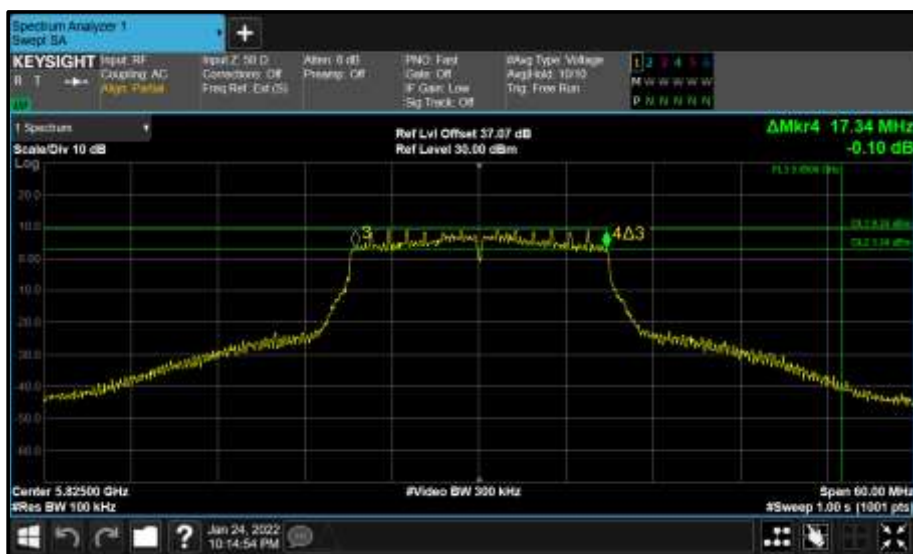 Spectrum Analyzer 1
Swept SA
KEYSIGHT
R T
Input: RF
Coupling: AC
Align: Partial
Input Z: 50 Ω
Corrections: Off
Freq Ref: Ext (S)
Atten: 0 dB
Preamp: Off
PNO: Fast
Gate: Off
IF Gain: Low
Sig Track: Off
#Avg Type: Voltage
Avg|Hold: 10/10
Trig: Free Run
1 2 3 4 5 6
M W W W W W
P N N N N N
1 Spectrum
Scale/Div 10 dB
Log
Ref Lvl Offset 37.07 dB
Ref Level 30.00 dBm
ΔMkr4 17.34 MHz
-0.10 dB
20.0
10.0
0.00
-10.0
-20.0
-30.0
-40.0
-50.0
-60.0
3
4Δ3
Center 5.82500 GHz
#Res BW 100 kHz
#Video BW 300 kHz
Span 60.00 MHz
#Sweep 1.00 s (1001 pts)
?
Jan 24, 2022
10:14:54 PM